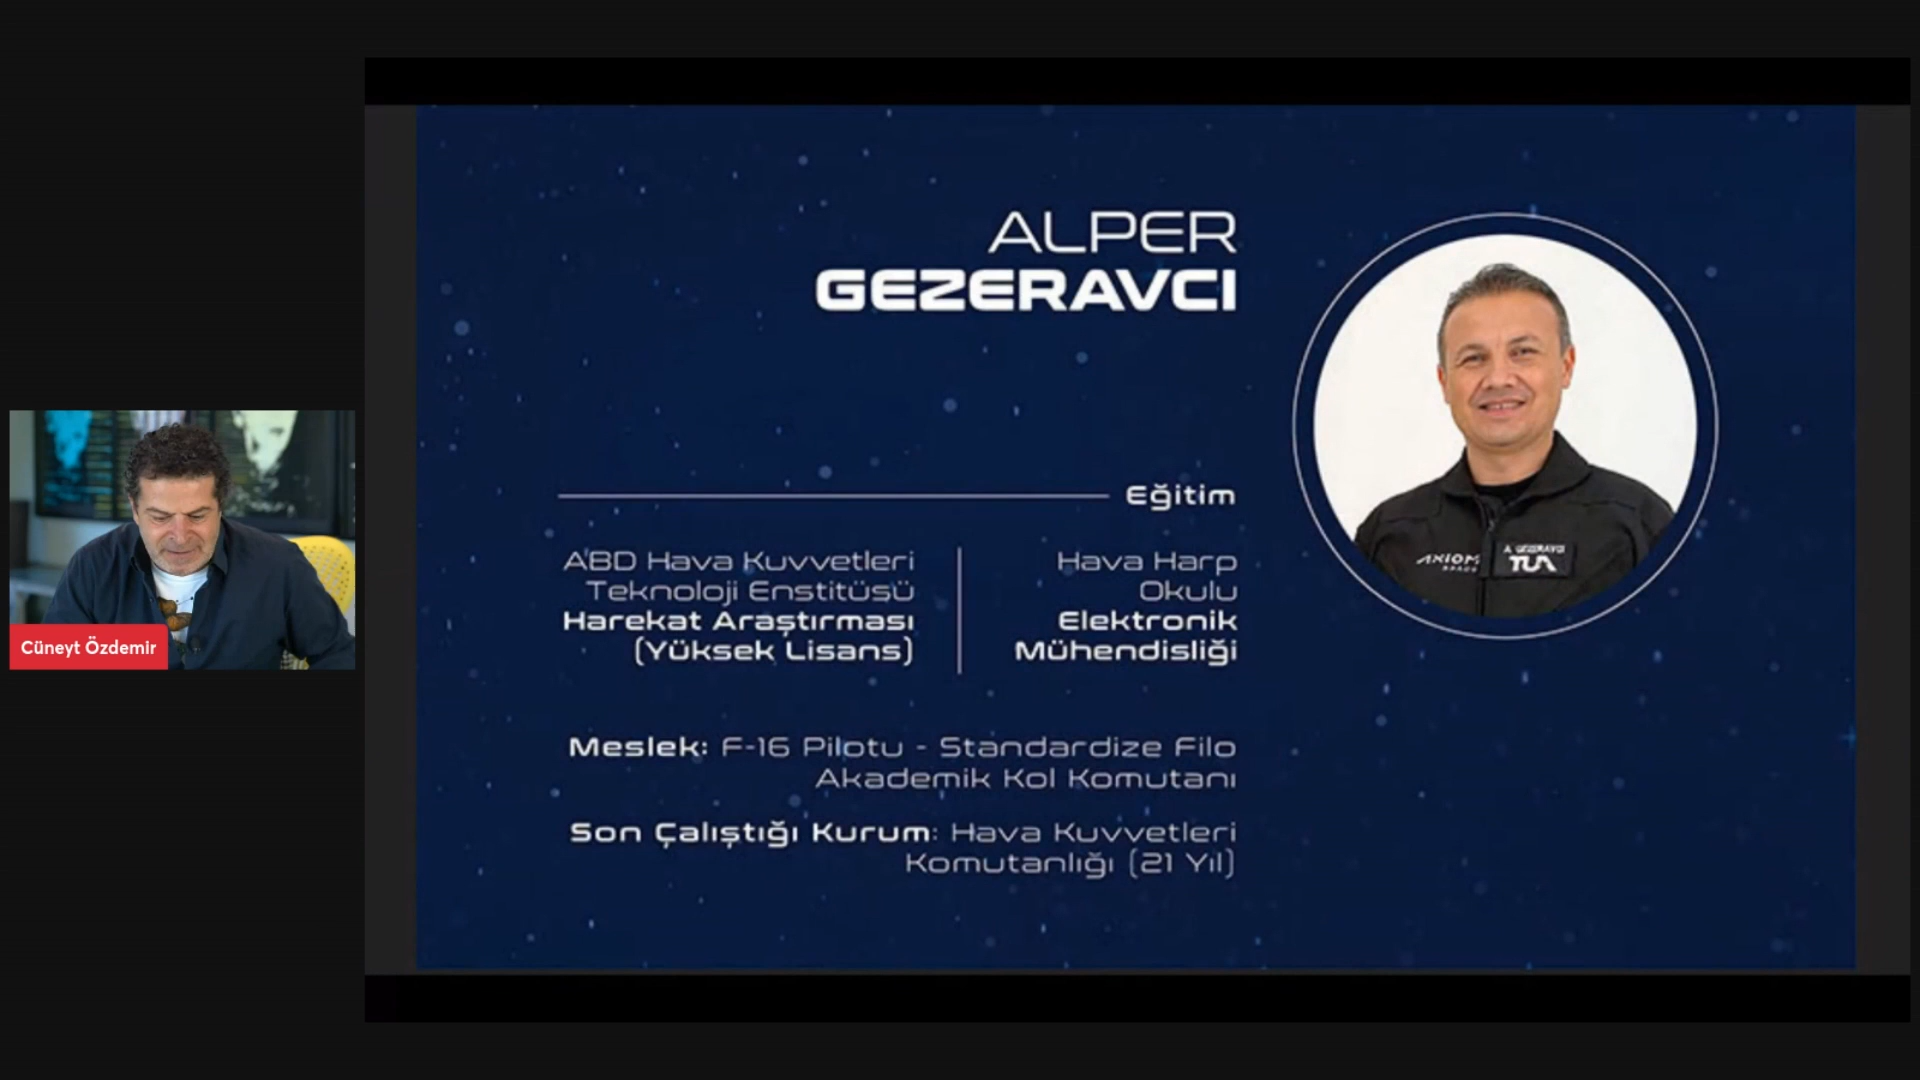 ALPER
GEZERAVCI
Eğitim
ABD Hava Kuvvetleri
Teknoloji Enstitüsü
Harekat Araştırması
(Yüksek Lisans)
Hava Harp
Okulu
Elektronik
Mühendisliği
Meslek: F-16 Pilotu - Standardize Filo
Akademik Kol Komutanı
Son Çalıştığı Kurum: Hava Kuvvetleri
Komutanlığı (21 Yıl)
AXIOM
SPACE
A. GEZERAVCI
TUA
Cüneyt Özdemir